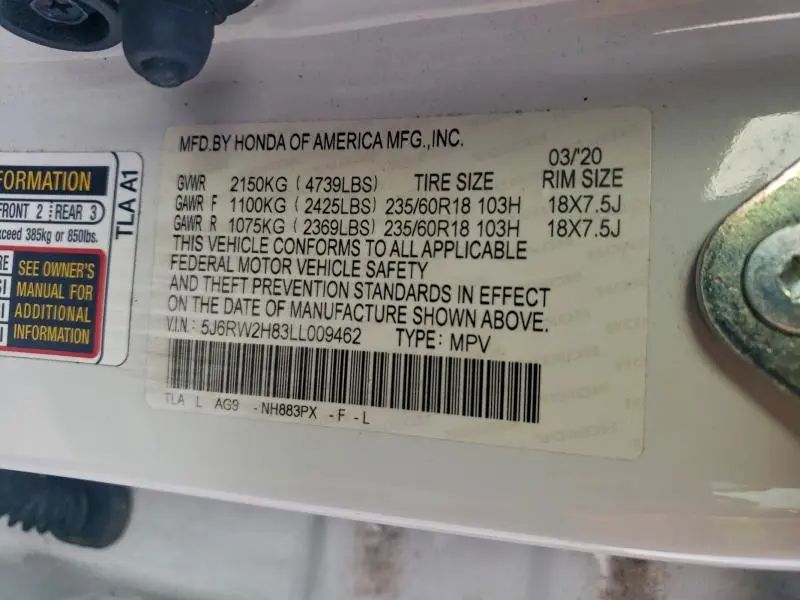 MFD.BY HONDA OF AMERICA MFG.,INC.
03/'20
GVWR 2150KG ( 4739LBS) TIRE SIZE RIM SIZE
GAWR F 1100KG ( 2425LBS) 235/60R18 103H 18X7.5J
GAWR R 1075KG ( 2369LBS) 235/60R18 103H 18X7.5J
THIS VEHICLE CONFORMS TO ALL APPLICABLE
FEDERAL MOTOR VEHICLE SAFETY
AND THEFT PREVENTION STANDARDS IN EFFECT
ON THE DATE OF MANUFACTURE SHOWN ABOVE.
V.I.N.: 5J6RW2H83LL009462 TYPE: MPV
TLA L AG9 -NH883PX -F -L
ORMATION
FRONT 2 REAR 3
xceed 385kg or 850lbs.
RE
SEE OWNER'S
MANUAL FOR
ADDITIONAL
INFORMATION
TLA A1